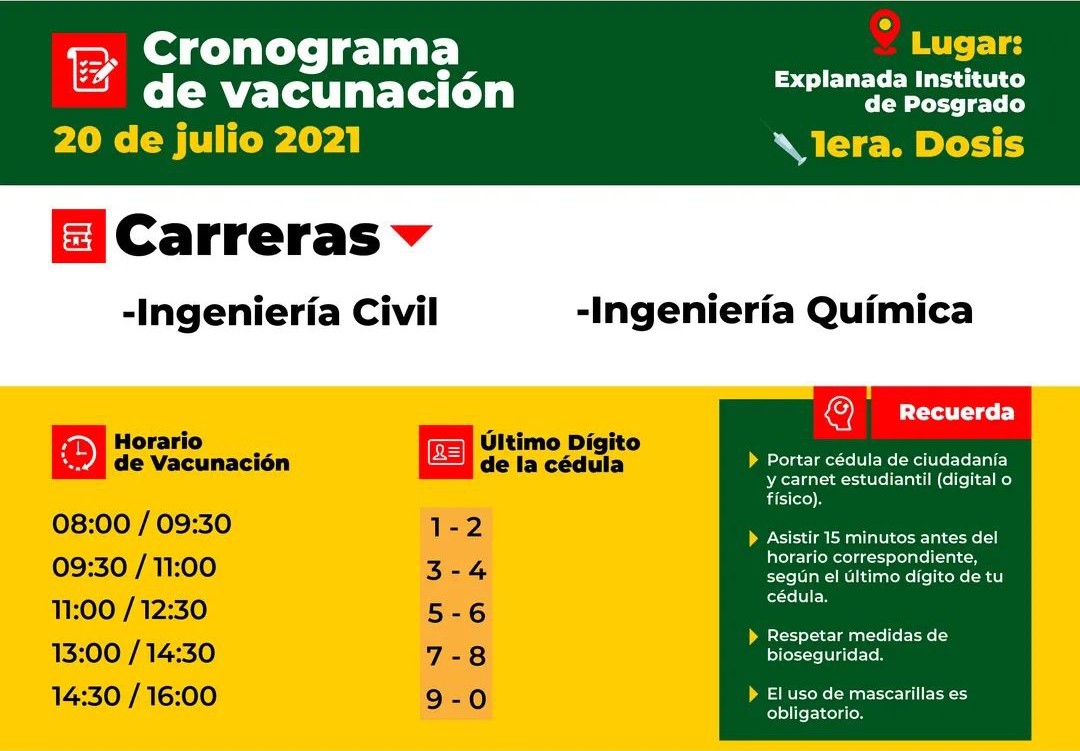 Cronograma
de vacunación
20 de julio 2021
Lugar:
Explanada Instituto
de Posgrado
1era. Dosis
Carreras
-Ingeniería Civil
-Ingeniería Química
Horario
de Vacunación
08:00 / 09:30
09:30 / 11:00
11:00 / 12:30
13:00 / 14:30
14:30 / 16:00
Último Dígito
de la cédula
1 - 2
3 - 4
5 - 6
7 - 8
9 - 0
Recuerda
Portar cédula de ciudadanía
y carnet estudiantil (digital o
físico).
Asistir 15 minutos antes del
horario correspondiente,
según el último dígito de tu
cédula.
Respetar medidas de
bioseguridad.
El uso de mascarillas es
obligatorio.